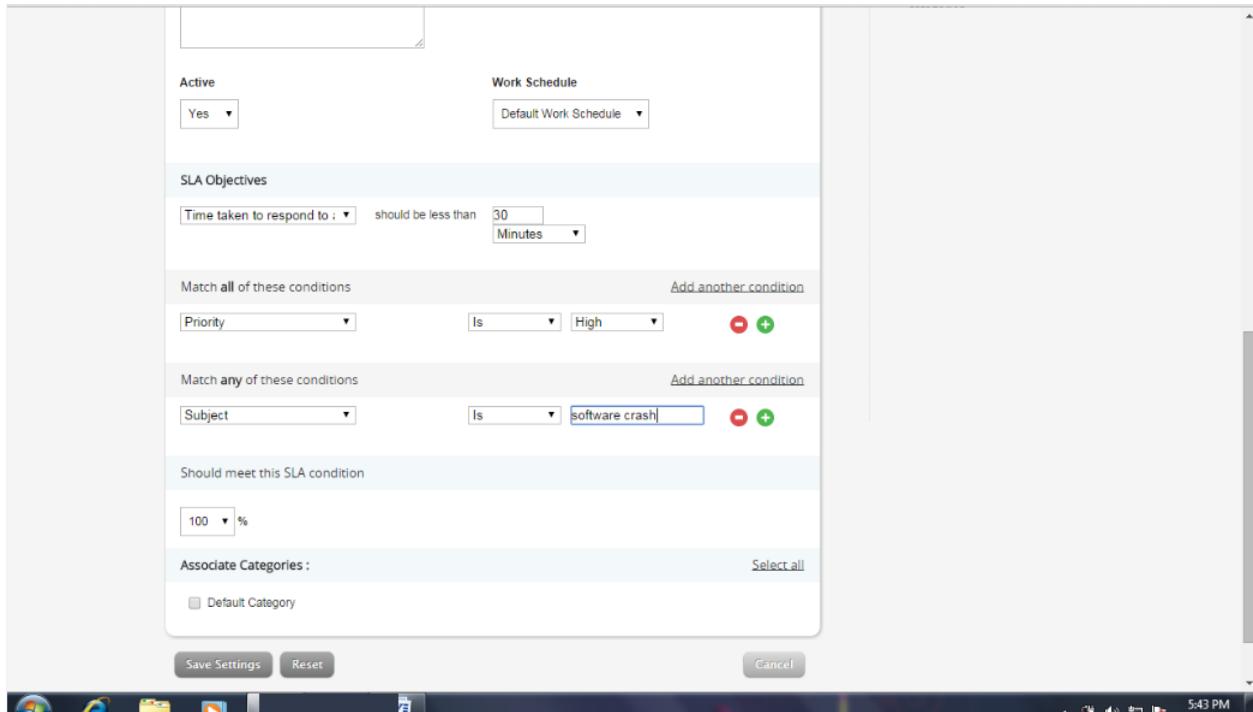 Active Work Schedule
Yes Default Work Schedule
SLA Objectives
Time taken to respond to should be less than 30
Minutes
Match all of these conditions Add another condition
Priority Is High
Match any of these conditions Add another condition
Subject Is software crash
Should meet this SLA condition
100 %
Associate Categories : Select all
Default Category
Save Settings Reset Cancel
5:43 PM